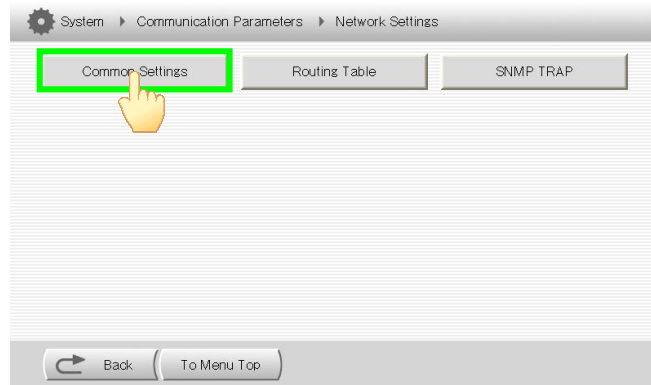 System ▶ Communication Parameters ▶ Network Settings
Common Settings Routing Table SNMP TRAP
Back To Menu Top